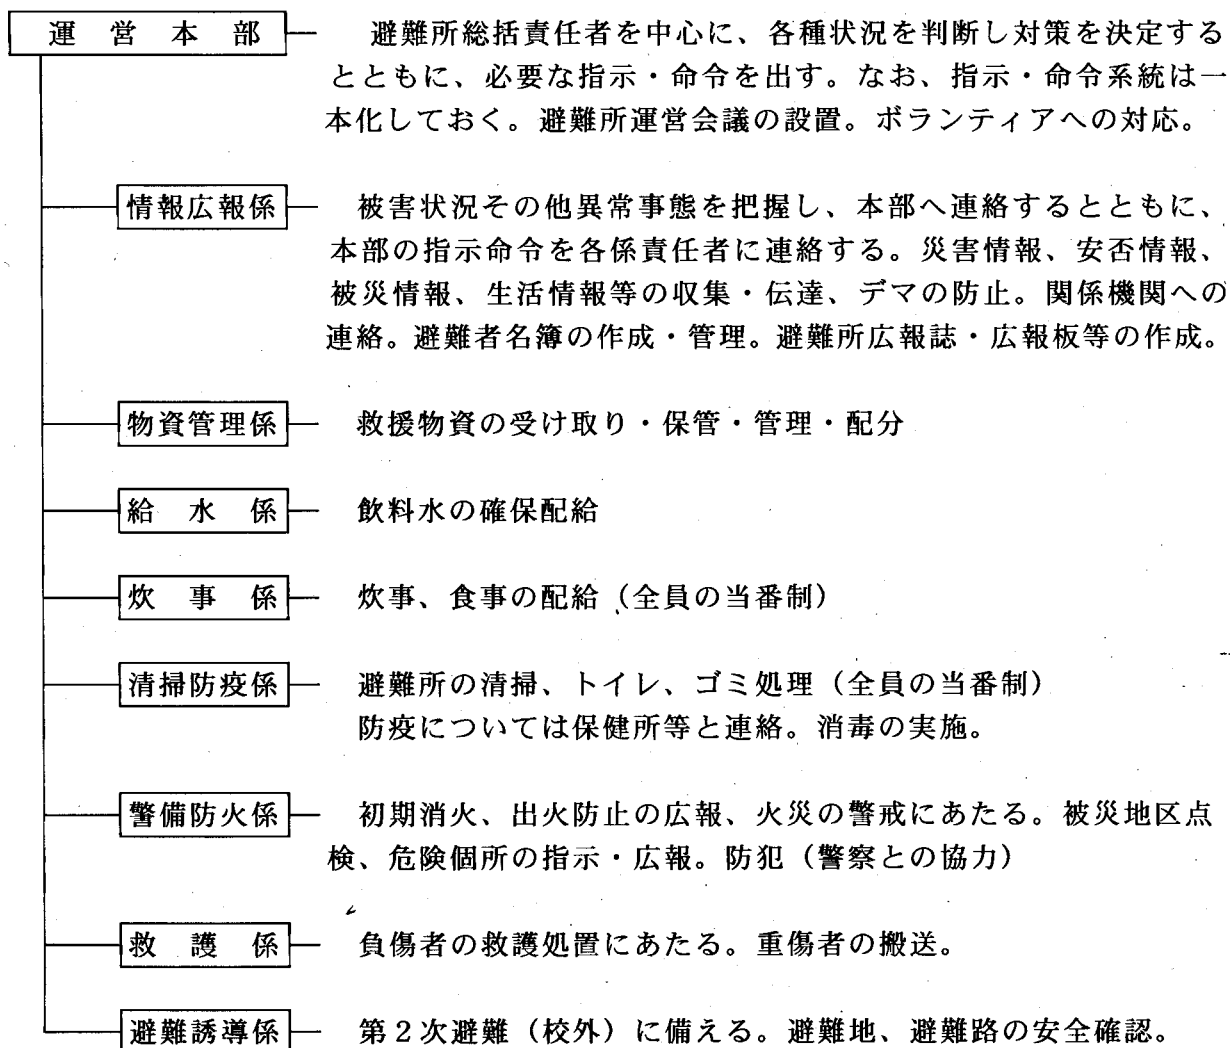 運営本部 避難所総括責任者を中心に、各種状況を判断し対策を決定する
とともに、必要な指示・命令を出す。なお、指示・命令系統は一
本化しておく。避難所運営会議の設置。ボランティアへの対応。
情報広報係 被害状況その他異常事態を把握し、本部へ連絡するとともに、
本部の指示命令を各係責任者に連絡する。災害情報、安否情報、
被災情報、生活情報等の収集・伝達、デマの防止。関係機関への
連絡。避難者名簿の作成・管理。避難所広報誌・広報板等の作成。
物資管理係 救援物資の受け取り・保管・管理・配分
給水係 飲料水の確保配給
炊事係 炊事、食事の配給（全員の当番制）
清掃防疫係 避難所の清掃、トイレ、ゴミ処理（全員の当番制）
防疫については保健所等と連絡。消毒の実施。
警備防火係 初期消火、出火防止の広報、火災の警戒にあたる。被災地区点
検、危険個所の指示・広報。防犯（警察との協力）
救護係 負傷者の救護処置にあたる。重傷者の搬送。
避難誘導係 第２次避難（校外）に備える。避難地、避難路の安全確認。